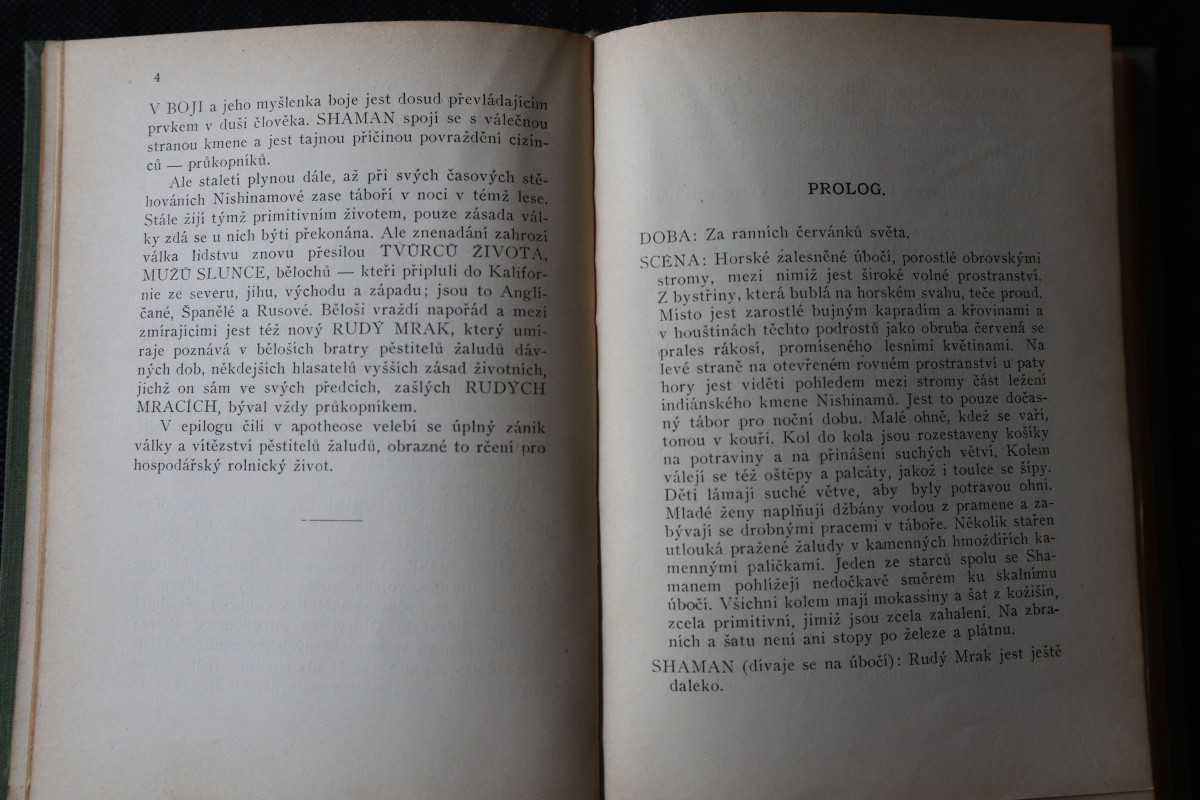 4
V BOJI a jeho myšlenka boje jest dosud převládajícím
prvkem v duši člověka. SHAMAN spojí se s válečnou
stranou kmene a jest tajnou příčinou povraždění cizin-
ců — průkopníků.
Ale staletí plynou dále, až při svých časových stě-
hováních Nishinamové zase táboří v noci v témž lese.
Stále žijí týmž primitivním životem, pouze zásada vál-
ky zdá se u nich býti překonána. Ale znenadání zahrozí
válka lidstvu znovu přesilou TVŮRCŮ ŽIVOTA,
MUŽŮ SLUNCE, bělochů — kteří připluli do Kalifor-
nie ze severu, jihu, východu a západu; jsou to Angli-
čané, Španělé a Rusové. Běloši vraždí napořád a mezi
zmírajícími jest též nový RUDÝ MRAK, který umí-
raje poznává v běloších bratry pěstitelů žaludů dáv-
ných dob, někdejších hlasatelů vyšších zásad životních,
jichž on sám ve svých předcích, zašlých RUDÝCH
MRACÍCH, býval vždy průkopníkem.
V epilogu čili v apotheose velebí se úplný zánik
války a vítězství pěstitelů žaludů, obrazné to rčení pro
hospodářský rolnický život.
PROLOG.
DOBA: Za ranních červánků světa.
SCÉNA: Horské žalesněné úbočí, porostlé obrovskými
stromy, mezi nimiž jest široké volné prostranství.
Z bystřiny, která bublá na horském svahu, teče proud.
Místo jest zarostlé bujným kapradím a křovinami a
v houštinách těchto podrostů jako obruba červená se
prales rákosí, promíseného lesními květinami. Na
levé straně na otevřeném rovném prostranství u paty
hory jest viděti pohledem mezi stromy část ležení
indiánského kmene Nishinamů. Jest to pouze dočas-
ný tábor pro noční dobu. Malé ohně, kdež se vaří,
tonou v kouři. Kol do kola jsou rozestaveny košíky
na potraviny a na přinášení suchých větví. Kolem
válejí se též oštěpy a palcáty, jakož i toulce se šípy.
Děti lámají suché větve, aby byly potravou ohni.
Mladé ženy naplňují džbány vodou z pramene a za-
bývají se drobnými pracemi v táboře. Několik stařen
utlouká pražené žaludy v kamenných hmoždířích ka-
mennými paličkami. Jeden ze starců spolu se Sha-
manem pohlížejí nedočkavě směrem ku skalnímu
úbočí. Všichni kolem mají mokassiny a šat z kožišin,
zcela primitivní, jimiž jsou zcela zahalení. Na zbra-
ních a šatu není ani stopy po železe a plátnu.
SHAMAN (dívaje se na úbočí): Rudý Mrak jest ještě
daleko.